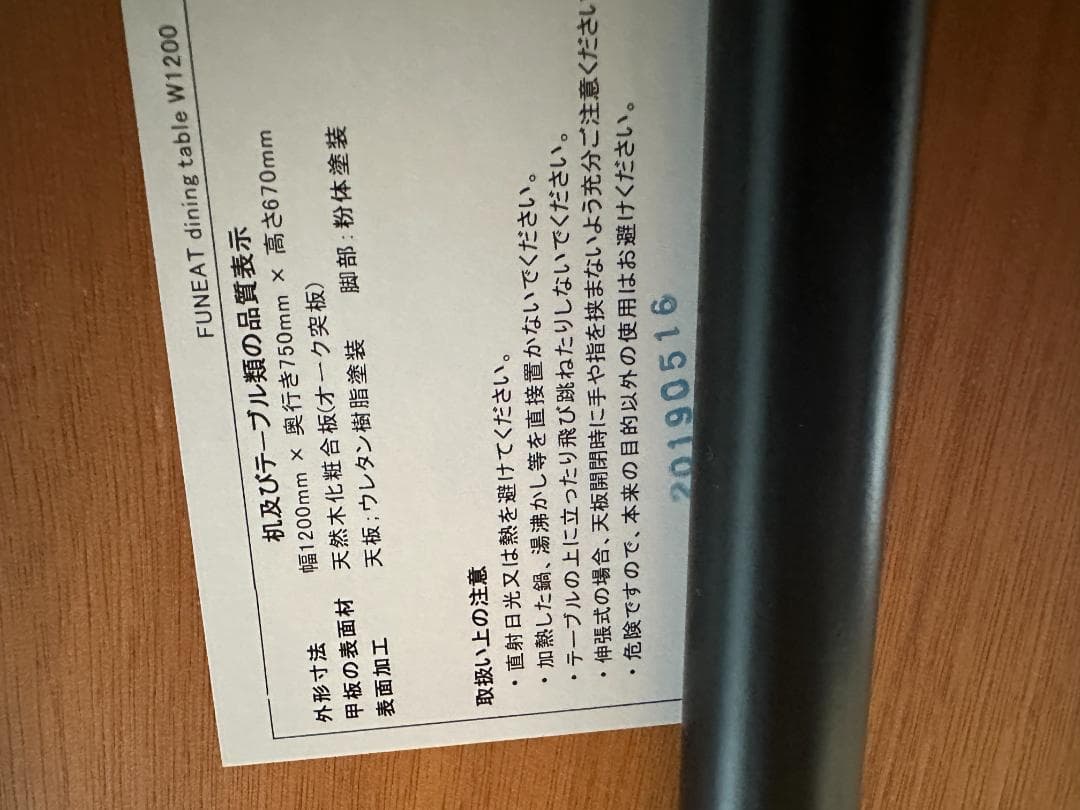 FUNEAT dining table W1200
机及びテーブル類の品質表示
外形寸法 幅1200mm × 奥行き750mm × 高さ670mm
甲板の表面材 天然木化粧合板(オーク突板)
表面加工 天板;ウレタン樹脂塗装 脚部:粉体塗装
取扱い上の注意
・直射日光又は熱を避けてください。
・加熱した鍋、湯沸かし等を直接置かないでください。
・テーブルの上に立ったり飛び跳ねたりしないでください。
・伸張式の場合、天板開閉時に手や指を挟まないよう充分ご注意ください
・危険ですので、本来の目的以外の使用はお避けください。
20190516